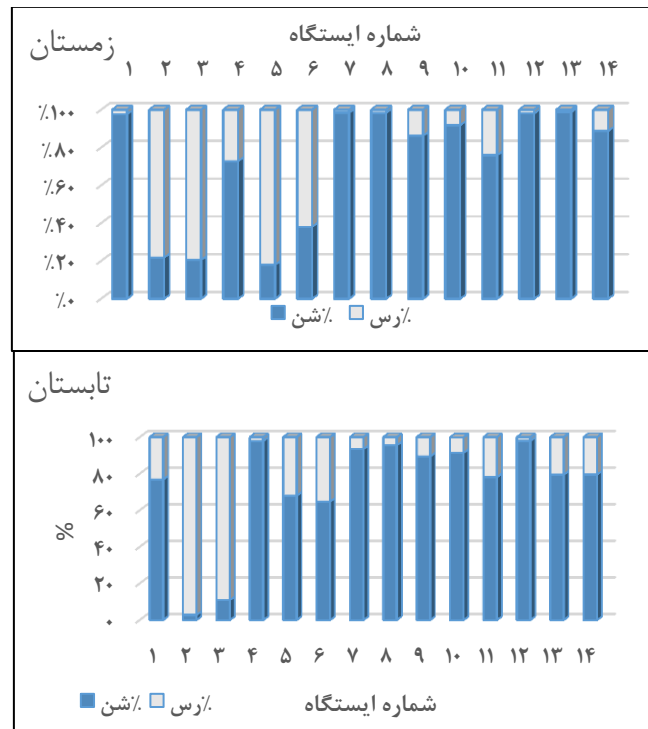 زمستان
شماره ایستگاه
۱ ۲ ۳ ۴ ۵ ۶ ۷ ۸ ۹ ۱۰ ۱۱ ۱۲ ۱۳ ۱۴
٪۱۰۰
٪۸۰
٪۶۰
٪۴۰
٪۲۰
٪۰
٪شن ٪رس
تابستان
۱۰۰
۸۰
۶۰
۴۰
۲۰
۰
%
۱ ۲ ۳ ۴ ۵ ۶ ۷ ۸ ۹ ۱۰ ۱۱ ۱۲ ۱۳ ۱۴
٪شن ٪رس
شماره ایستگاه